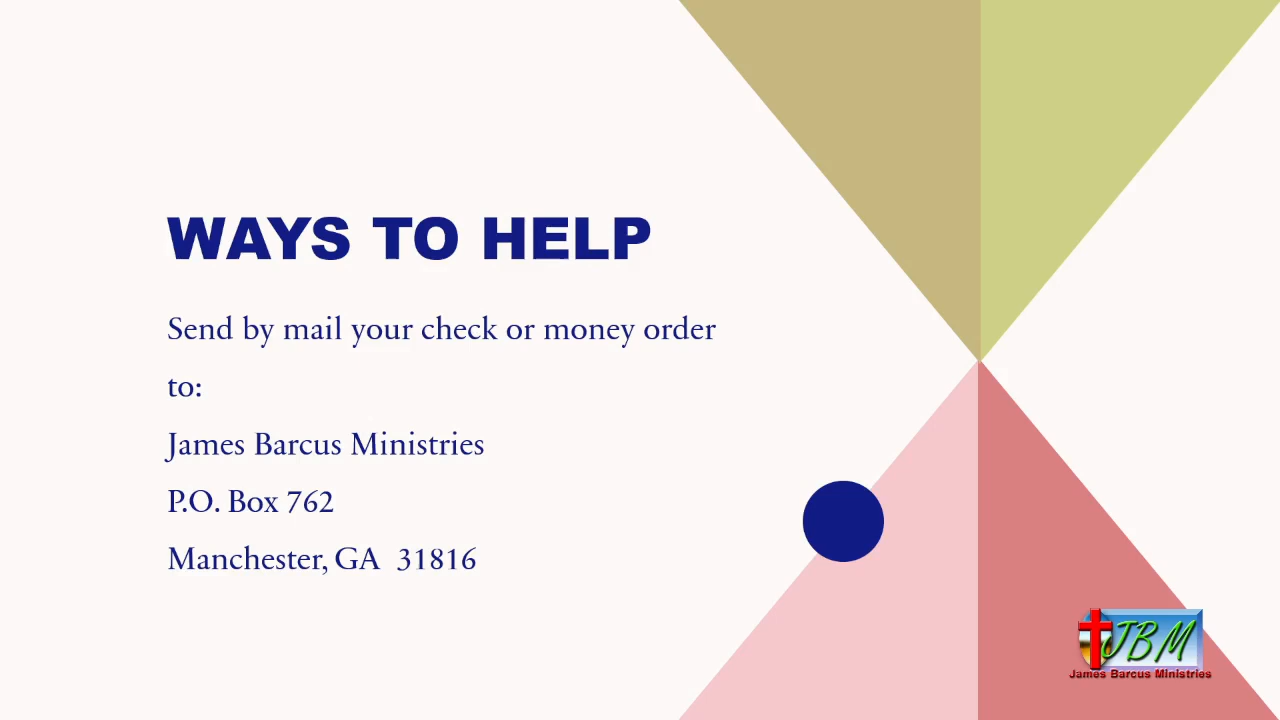 WAYS TO HELP
Send by mail your check or money order
to:
James Barcus Ministries
P.O. Box 762
Manchester, GA  31816
JBM
James Barcus Ministries